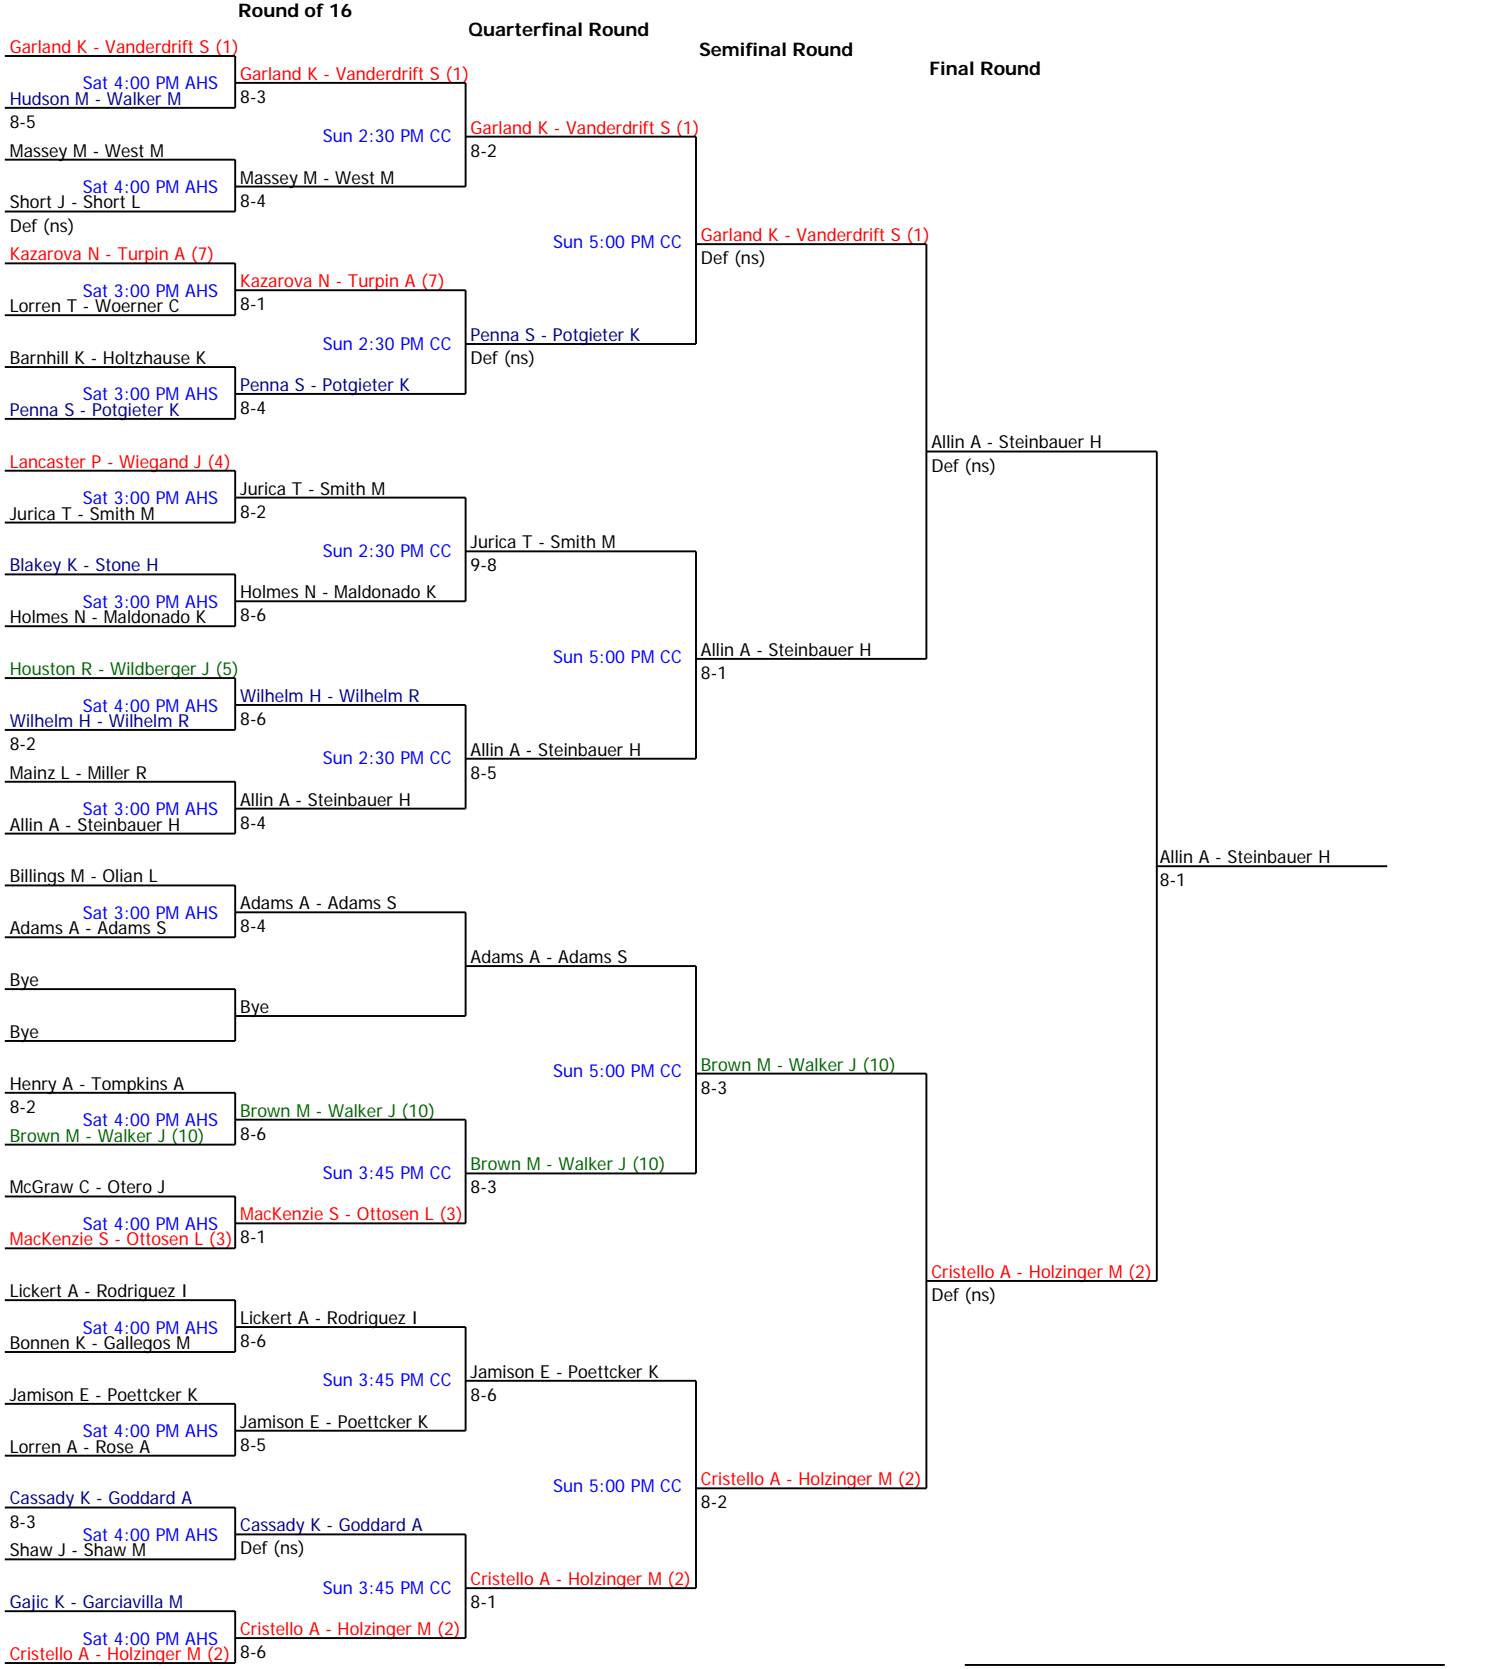 Round of 16
Quarterfinal Round
Semifinal Round
Final Round
Garland K - Vanderdrift S (1)
Sat 4:00 PM AHS
Hudson M - Walker M
8-5
Massey M - West M
Sat 4:00 PM AHS
Short J - Short L
Def (ns)
Kazarova N - Turpin A (7)
Sat 3:00 PM AHS
Lorren T - Woerner C
Barnhill K - Holtzhause K
Sat 3:00 PM AHS
Penna S - Potgieter K
Lancaster P - Wiegand J (4)
Sat 3:00 PM AHS
Jurica T - Smith M
Blakey K - Stone H
Sat 3:00 PM AHS
Holmes N - Maldonado K
Houston R - Wildberger J (5)
Sat 4:00 PM AHS
Wilhelm H - Wilhelm R
8-2
Mainz L - Miller R
Sat 3:00 PM AHS
Allin A - Steinbauer H
Billings M - Olian L
Sat 3:00 PM AHS
Adams A - Adams S
Bye
Bye
Henry A - Tompkins A
8-2
Sat 4:00 PM AHS
Brown M - Walker J (10)
McGraw C - Otero J
Sat 4:00 PM AHS
MacKenzie S - Ottosen L (3)
Lickert A - Rodriguez I
Sat 4:00 PM AHS
Bonnen K - Gallegos M
Jamison E - Poettcker K
Sat 4:00 PM AHS
Lorren A - Rose A
Cassady K - Goddard A
8-3
Sat 4:00 PM AHS
Shaw J - Shaw M
Gajic K - Garciavilla M
Sat 4:00 PM AHS
Cristello A - Holzinger M (2)
Garland K - Vanderdrift S (1)
8-3
Sun 2:30 PM CC
Massey M - West M
8-4
Kazarova N - Turpin A (7)
8-1
Sun 2:30 PM CC
Penna S - Potgieter K
8-4
Jurica T - Smith M
8-2
Sun 2:30 PM CC
Holmes N - Maldonado K
8-6
Wilhelm H - Wilhelm R
8-6
Sun 2:30 PM CC
Allin A - Steinbauer H
8-4
Adams A - Adams S
8-4
Bye
Brown M - Walker J (10)
8-6
Sun 3:45 PM CC
MacKenzie S - Ottosen L (3)
8-1
Lickert A - Rodriguez I
8-6
Sun 3:45 PM CC
Jamison E - Poettcker K
8-5
Cassady K - Goddard A
Def (ns)
Sun 3:45 PM CC
Cristello A - Holzinger M (2)
8-6
Garland K - Vanderdrift S (1)
8-2
Sun 5:00 PM CC
Penna S - Potgieter K
Def (ns)
Jurica T - Smith M
9-8
Sun 5:00 PM CC
Allin A - Steinbauer H
8-5
Adams A - Adams S
Sun 5:00 PM CC
Brown M - Walker J (10)
8-3
Jamison E - Poettcker K
8-6
Sun 5:00 PM CC
Cristello A - Holzinger M (2)
8-1
Garland K - Vanderdrift S (1)
Def (ns)
Allin A - Steinbauer H
8-1
Brown M - Walker J (10)
8-3
Cristello A - Holzinger M (2)
8-2
Allin A - Steinbauer H
Def (ns)
Cristello A - Holzinger M (2)
Def (ns)
Allin A - Steinbauer H
8-1